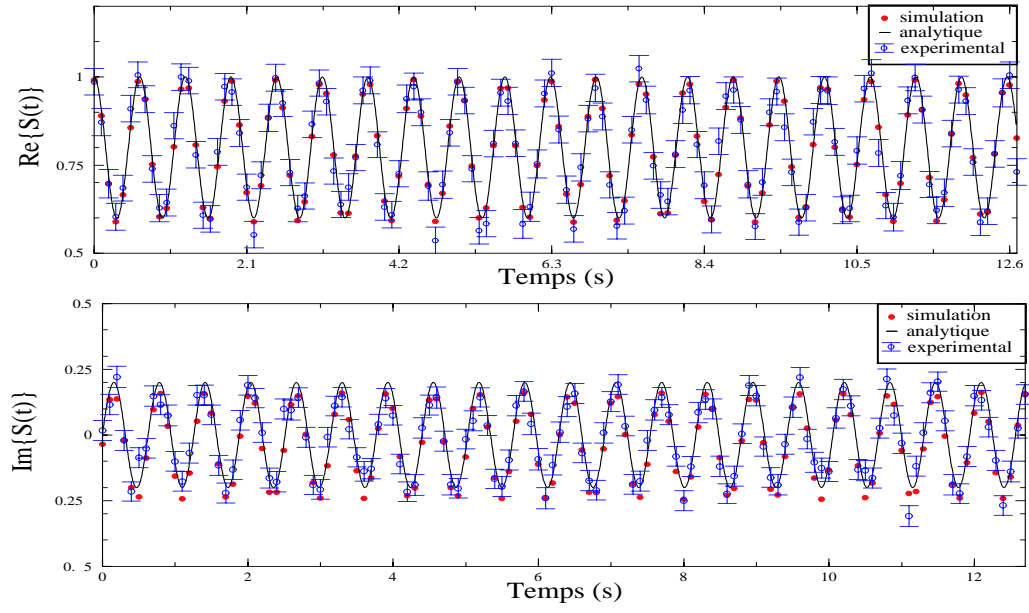 simulation
analytique
experimental
Re{S(t)}
1
0.75
0.5
0
2.1
4.2
6.3
8.4
10.5
12.6
Temps (s)
0.5
simulation
analytique
experimental
Im{S(t)}
0.25
0
0.25
0. 5
0
2
4
6
8
10
12
Temps (s)